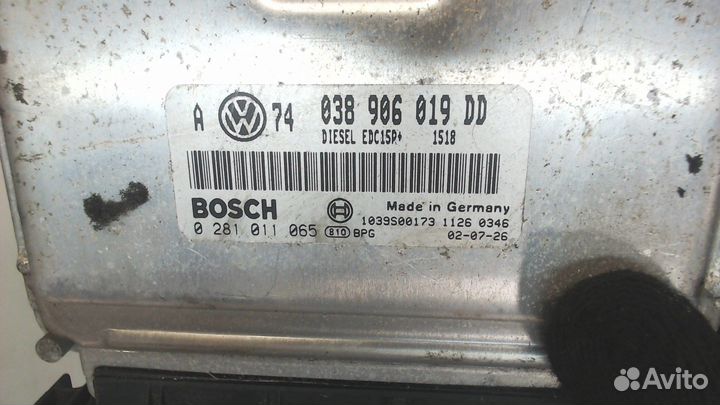 A VW 74 038 906 019 DD
DIESEL EDC15P+ 1518
BOSCH Made in Germany
0 281 011 065 810 BPG 1039S00173 1126 0346
02-07-26
Avito